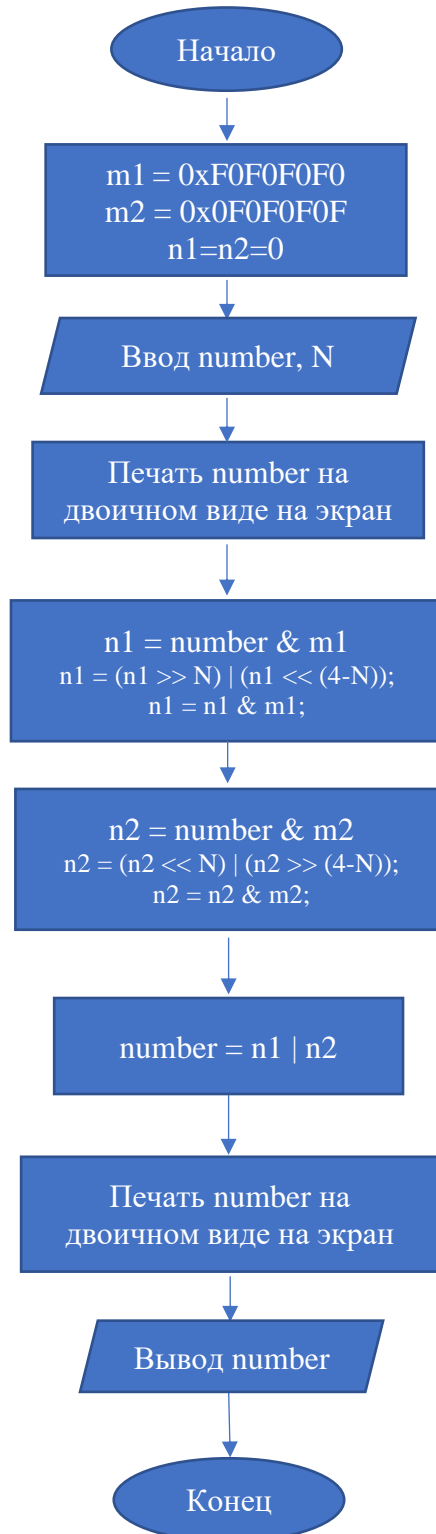 Начало
m1 = 0xF0F0F0F0
m2 = 0x0F0F0F0F
n1=n2=0
Ввод number, N
Печать number на
двоичном виде на экран
n1 = number & m1
n1 = (n1 >> N) | (n1 << (4-N));
n1 = n1 & m1;
n2 = number & m2
n2 = (n2 << N) | (n2 >> (4-N));
n2 = n2 & m2;
number = n1 | n2
Печать number на
двоичном виде на экран
Вывод number
Конец